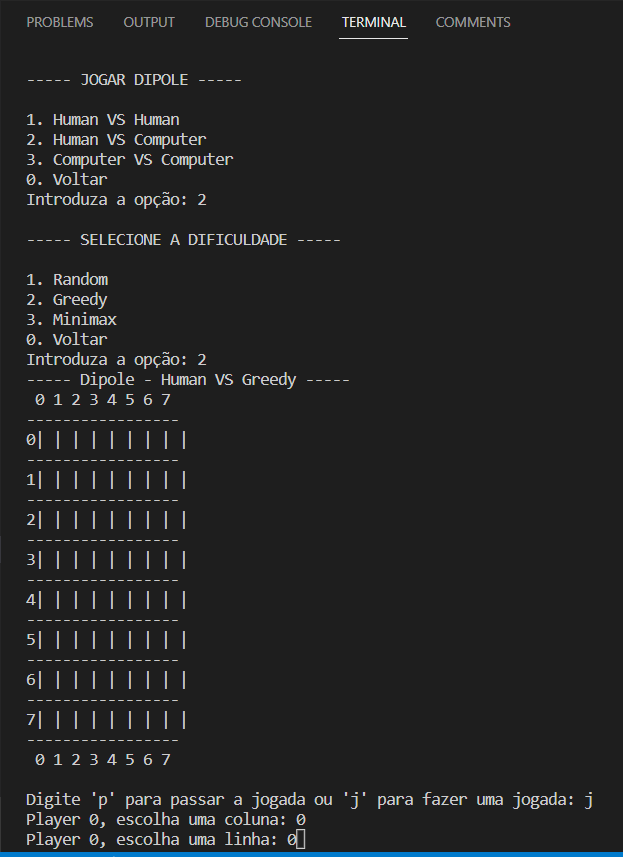 PROBLEMS OUTPUT DEBUG CONSOLE TERMINAL COMMENTS
----- JOGAR DIPOLE -----
1. Human VS Human
2. Human VS Computer
3. Computer VS Computer
0. Voltar
Introduza a opção: 2
----- SELECIONE A DIFICULDADE -----
1. Random
2. Greedy
3. Minimax
0. Voltar
Introduza a opção: 2
----- Dipole - Human VS Greedy -----
 0 1 2 3 4 5 6 7
-----------------
0| | | | | | | | |
-----------------
1| | | | | | | | |
-----------------
2| | | | | | | | |
-----------------
3| | | | | | | | |
-----------------
4| | | | | | | | |
-----------------
5| | | | | | | | |
-----------------
6| | | | | | | | |
-----------------
7| | | | | | | | |
-----------------
 0 1 2 3 4 5 6 7
Digite 'p' para passar a jogada ou 'j' para fazer uma jogada: j
Player 0, escolha uma coluna: 0
Player 0, escolha uma linha: 0